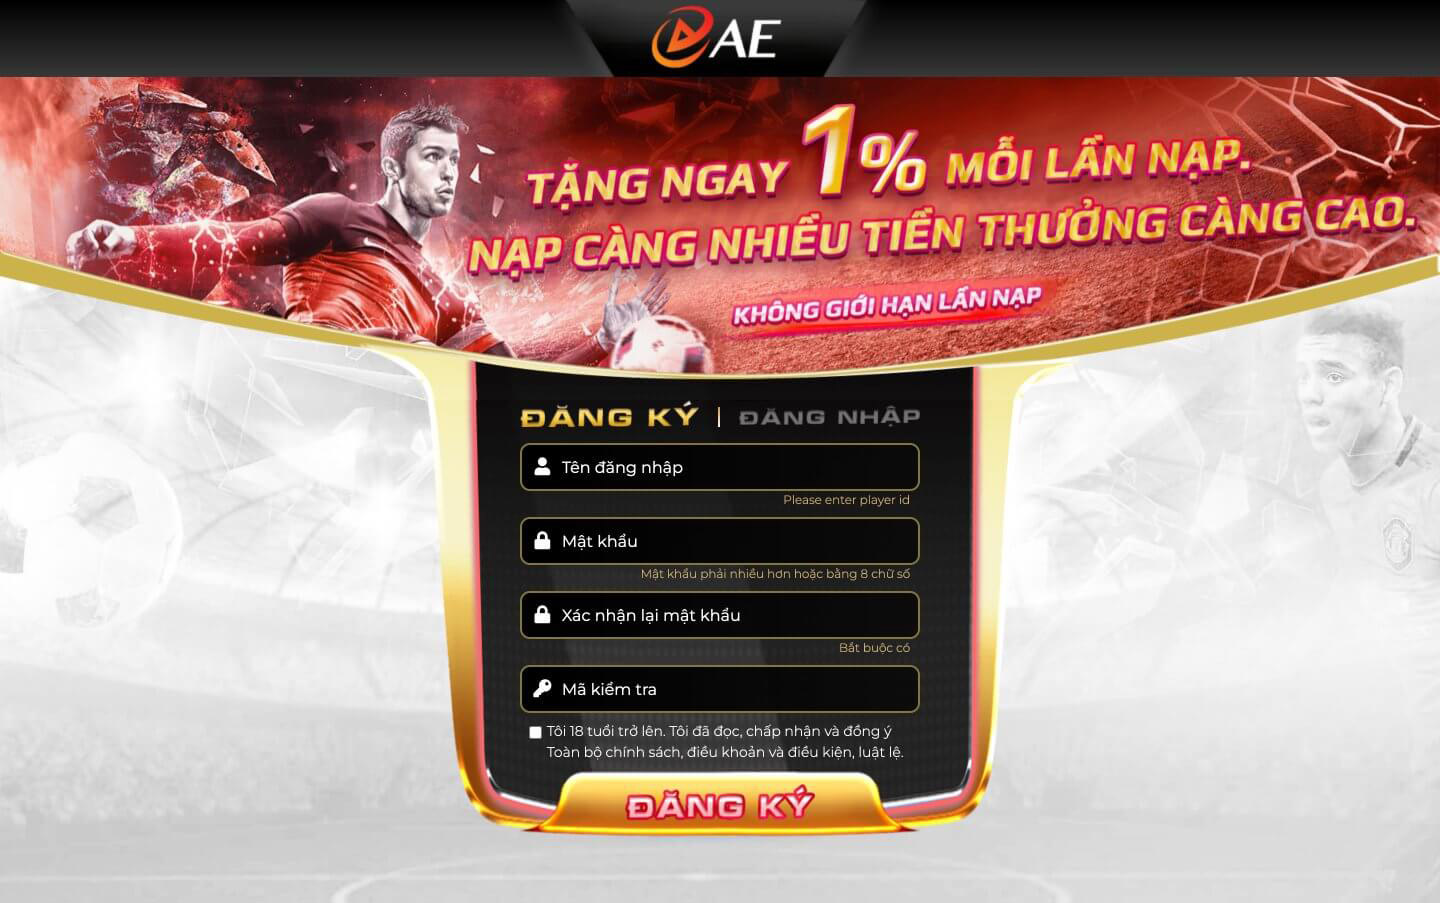 AE
TẶNG NGAY 1% MỖI LẦN NẠP.
NẠP CÀNG NHIỀU TIỀN THƯỞNG CÀNG CAO.
KHÔNG GIỚI HẠN LẦN NẠP
ĐĂNG KÝ | ĐĂNG NHẬP
Tên đăng nhập
Please enter player id
Mật khẩu
Mật khẩu phải nhiều hơn hoặc bằng 8 chữ số
Xác nhận lại mật khẩu
Bắt buộc có
Mã kiểm tra
Tôi 18 tuổi trở lên. Tôi đã đọc, chấp nhận và đồng ý
Toàn bộ chính sách, điều khoản và điều kiện, luật lệ.
ĐĂNG KÝ